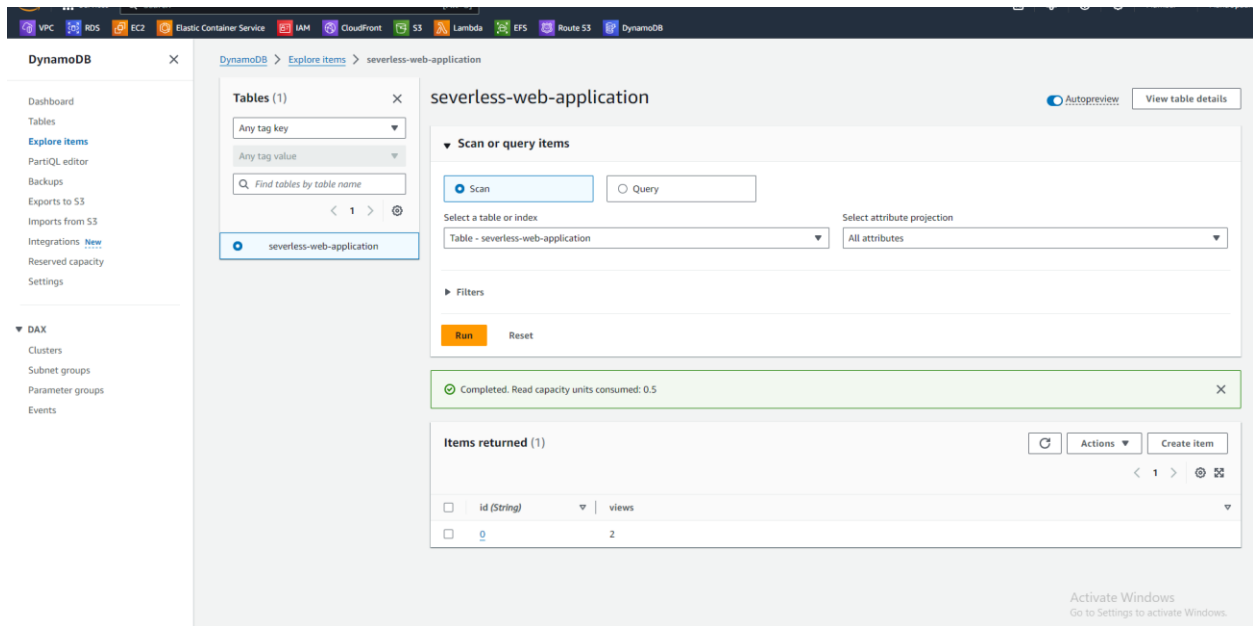 VPC RDS EC2 Elastic Container Service IAM CloudFront S3 Lambda EFS Route 53 DynamoDB
DynamoDB
Dashboard
Tables
Explore items
PartiQL editor
Backups
Exports to S3
Imports from S3
Integrations New
Reserved capacity
Settings
DAX
Clusters
Subnet groups
Parameter groups
Events
DynamoDB > Explore items > severless-web-application
Tables (1)
Any tag key
Any tag value
Find tables by table name
1
severless-web-application
severless-web-application
Autopreview View table details
Scan or query items
Scan Query
Select a table or index Select attribute projection
Table - severless-web-application All attributes
Filters
Run Reset
Completed. Read capacity units consumed: 0.5
Items returned (1) Actions Create item
1
id (String) views
0 2
Activate Windows
Go to Settings to activate Windows.